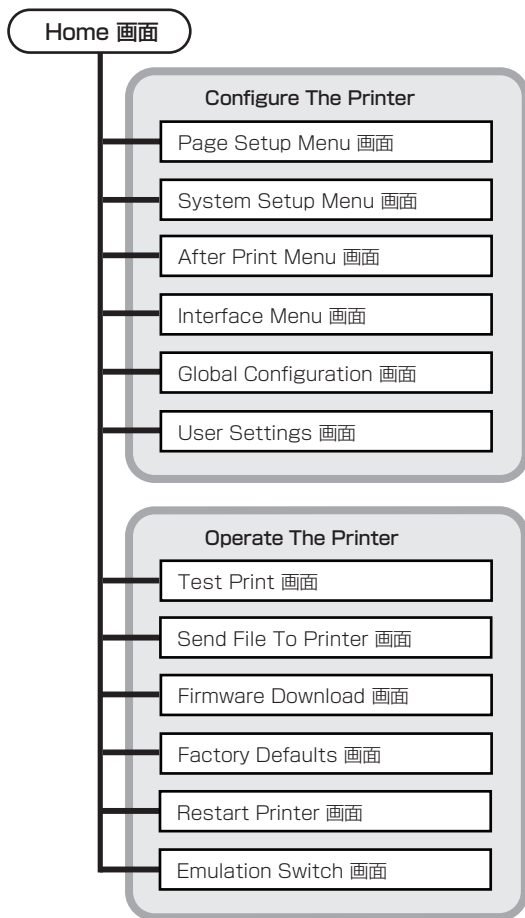 Home 画面
Configure The Printer
Page Setup Menu 画面
System Setup Menu 画面
After Print Menu 画面
Interface Menu 画面
Global Configuration 画面
User Settings 画面
Operate The Printer
Test Print 画面
Send File To Printer 画面
Firmware Download 画面
Factory Defaults 画面
Restart Printer 画面
Emulation Switch 画面